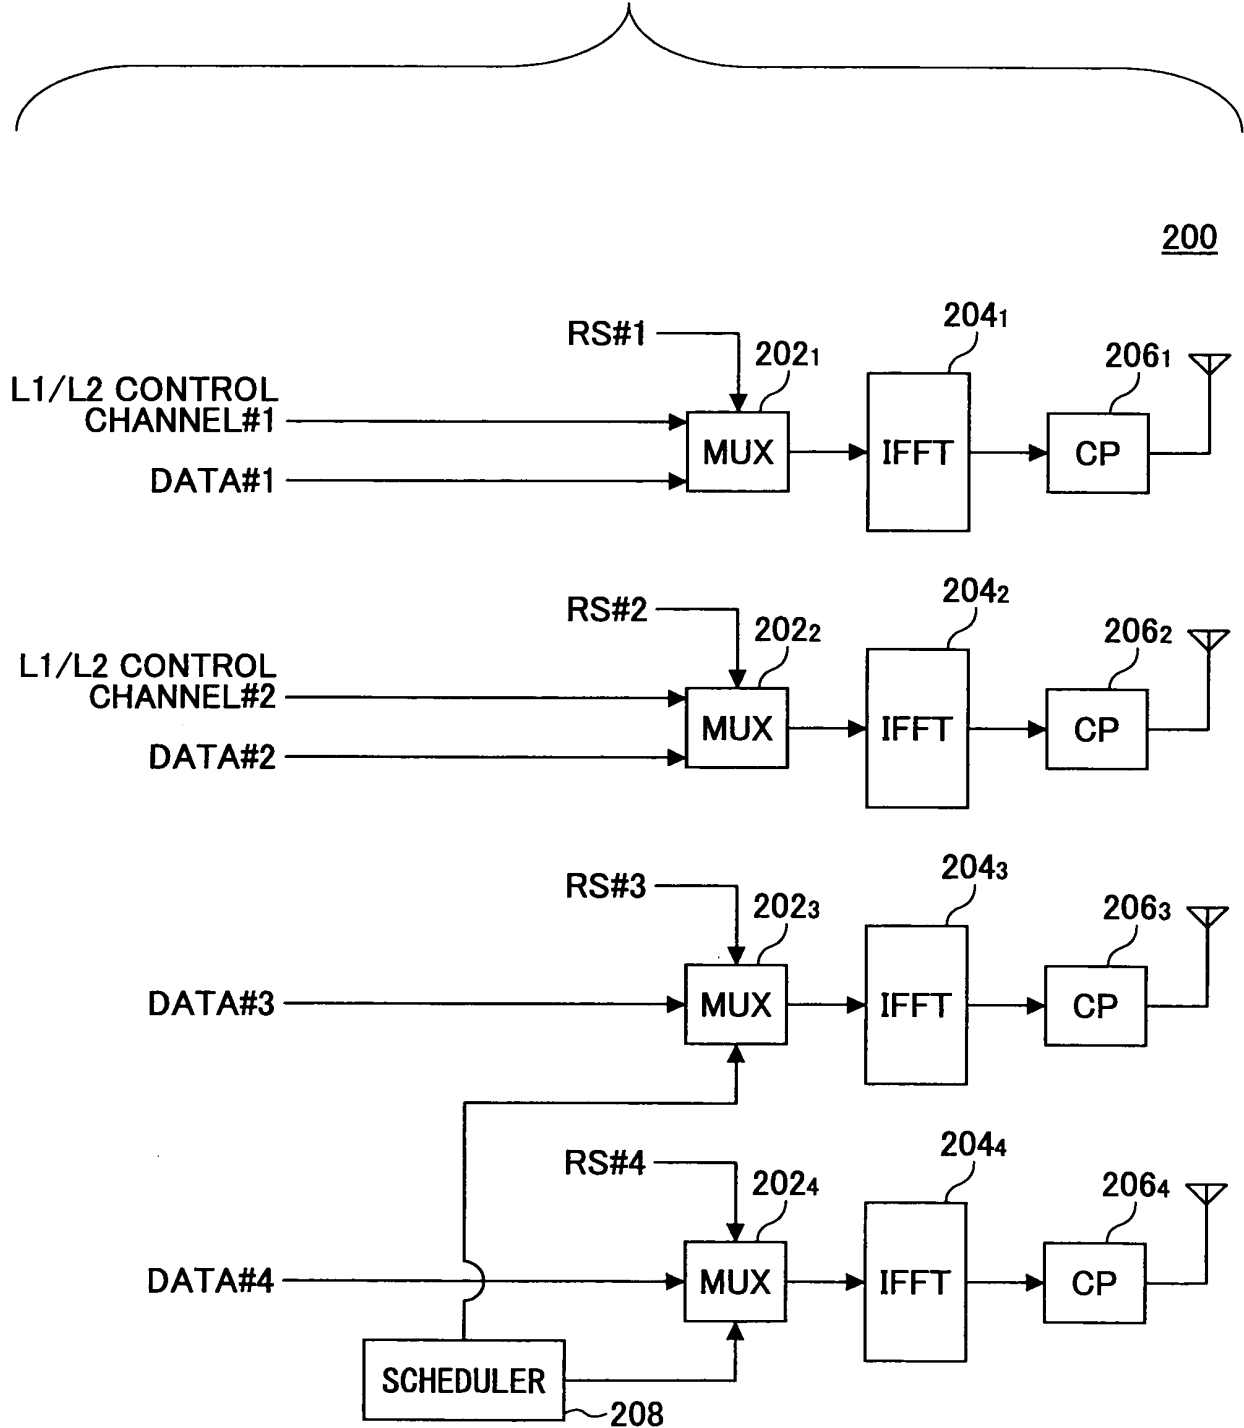 200
RS#1
202₁
204₁
206₁
L1/L2 CONTROL
CHANNEL#1
DATA#1
MUX
IFFT
CP
RS#2
202₂
204₂
206₂
L1/L2 CONTROL
CHANNEL#2
DATA#2
MUX
IFFT
CP
RS#3
202₃
204₃
206₃
DATA#3
MUX
IFFT
CP
RS#4
202₄
204₄
206₄
DATA#4
MUX
IFFT
CP
SCHEDULER
208